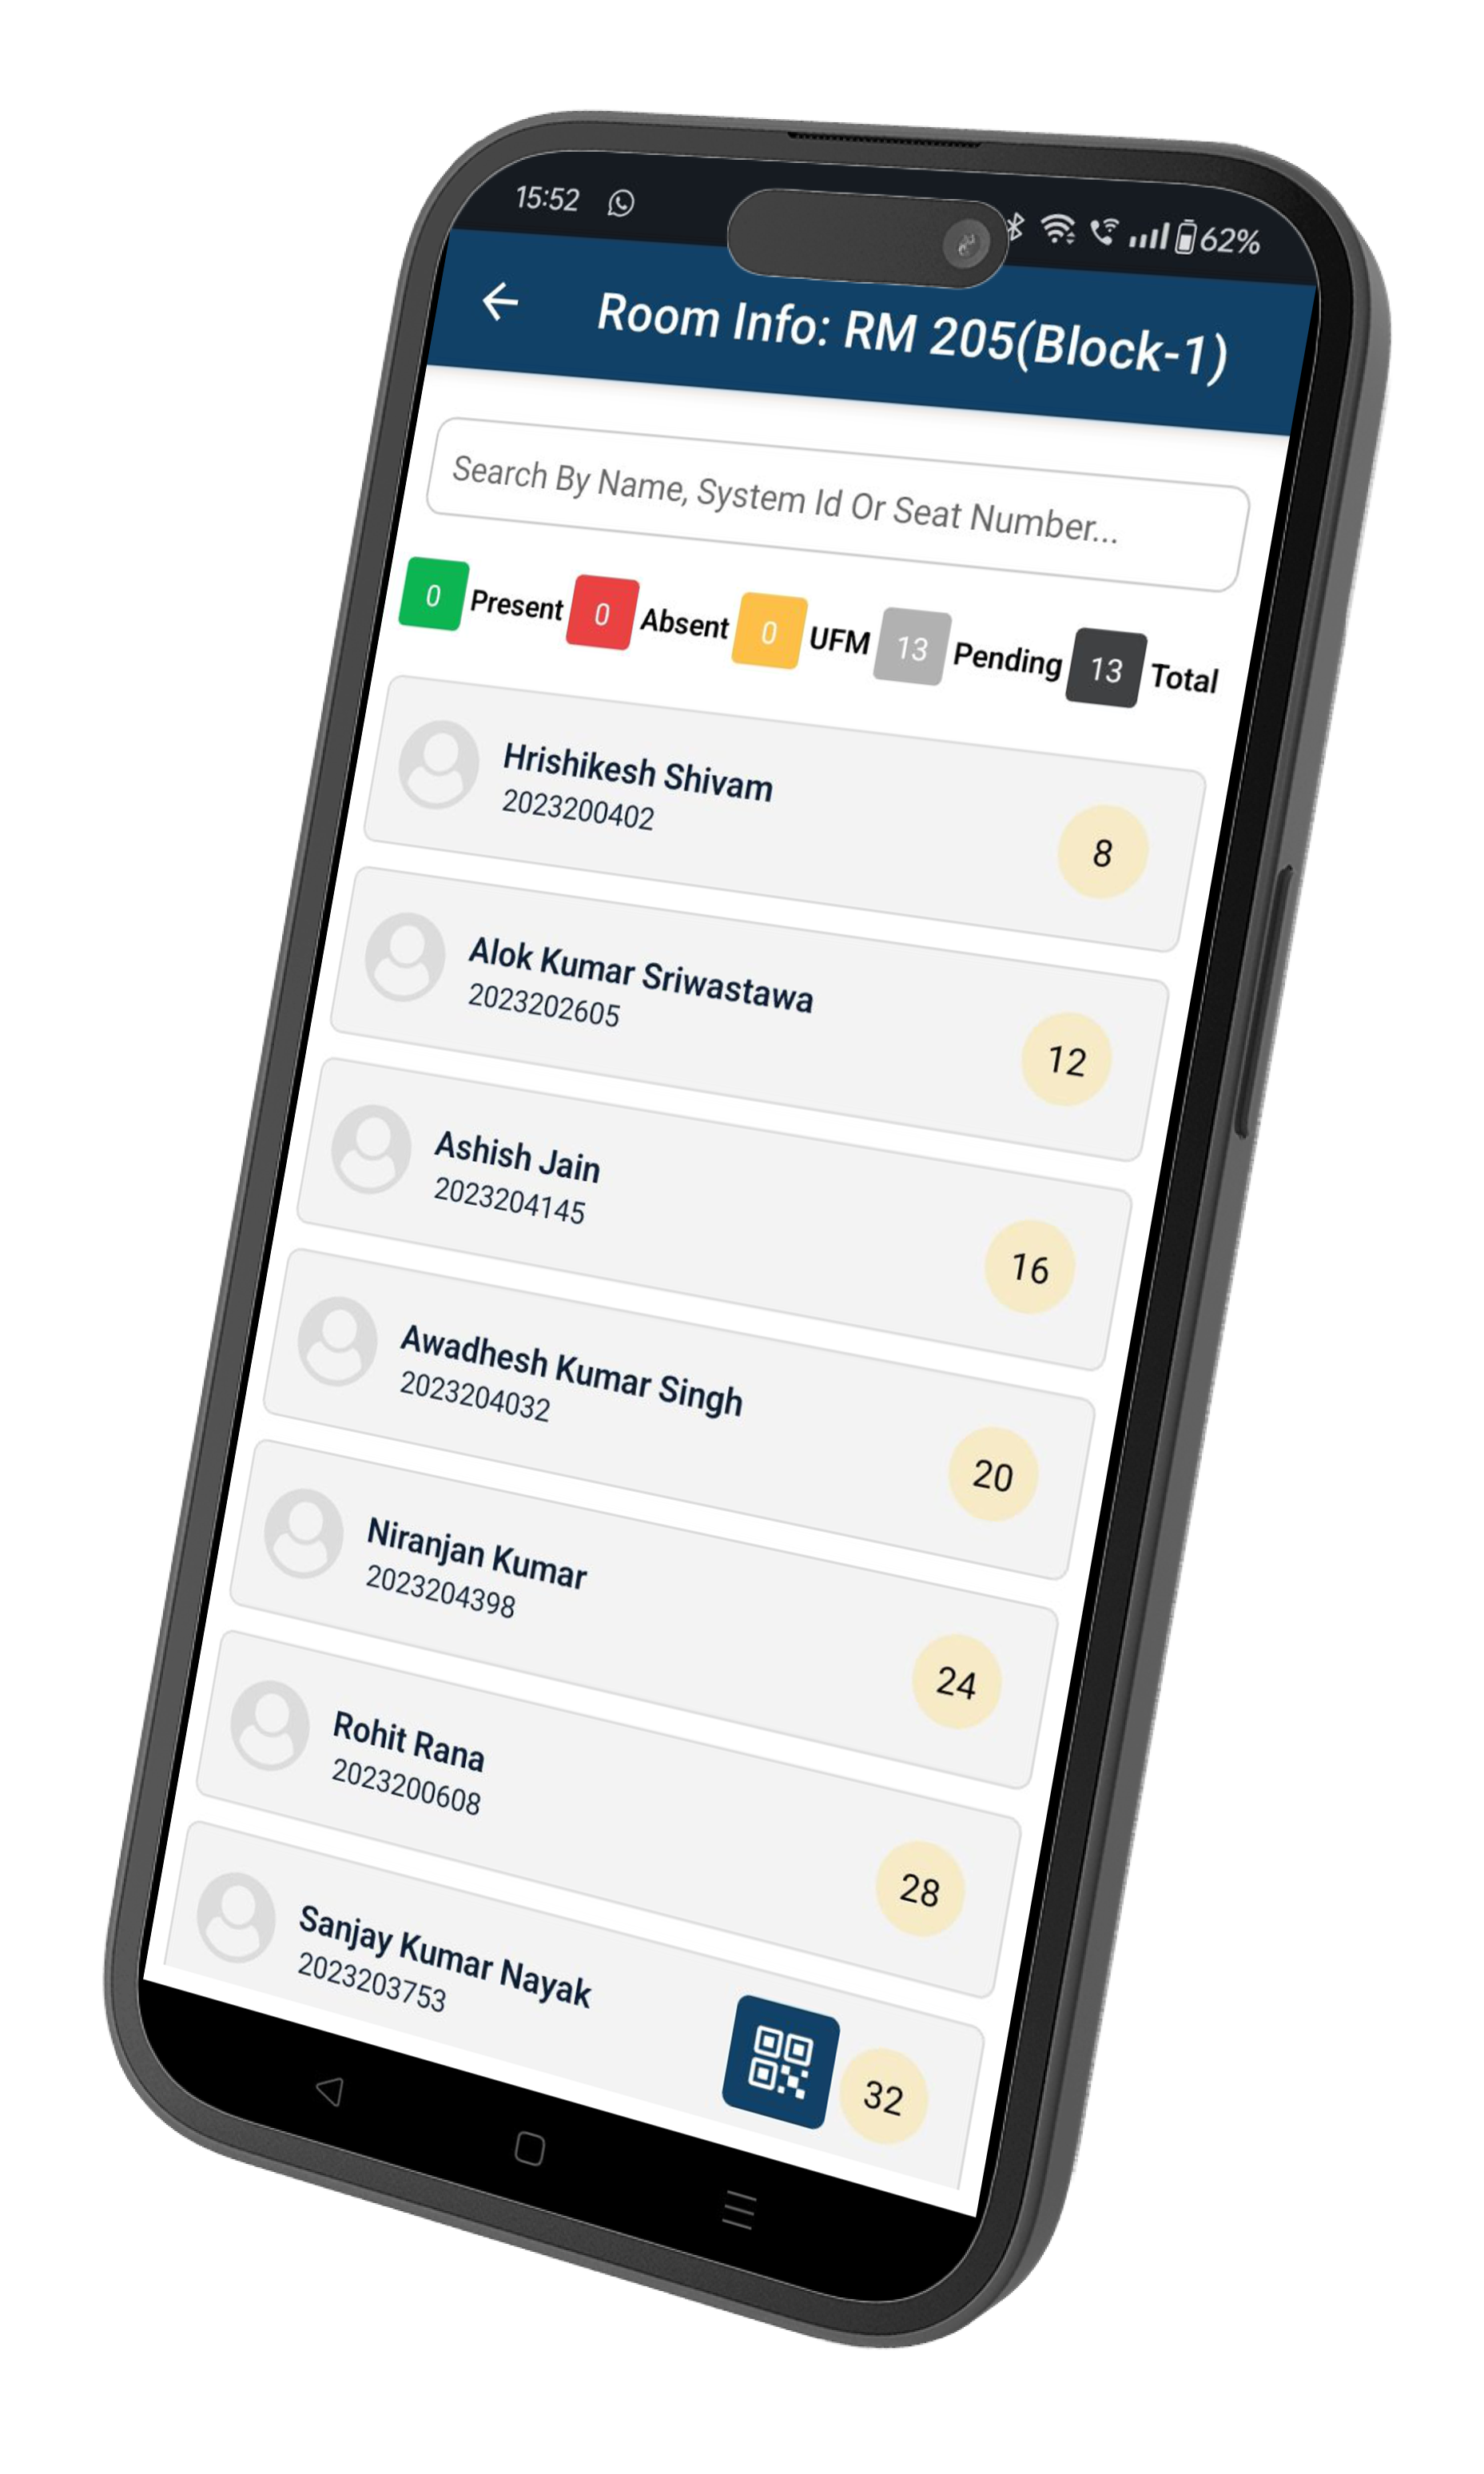 15:52 62%
Room Info: RM 205(Block-1)
Search By Name, System Id Or Seat Number...
0 Present 0 Absent 0 UFM 13 Pending 13 Total
Hrishikesh Shivam
2023200402
8
Alok Kumar Sriwastawa
2023202605
12
Ashish Jain
2023204145
16
Awadhesh Kumar Singh
2023204032
20
Niranjan Kumar
2023204398
24
Rohit Rana
2023200608
28
Sanjay Kumar Nayak
2023203753
32